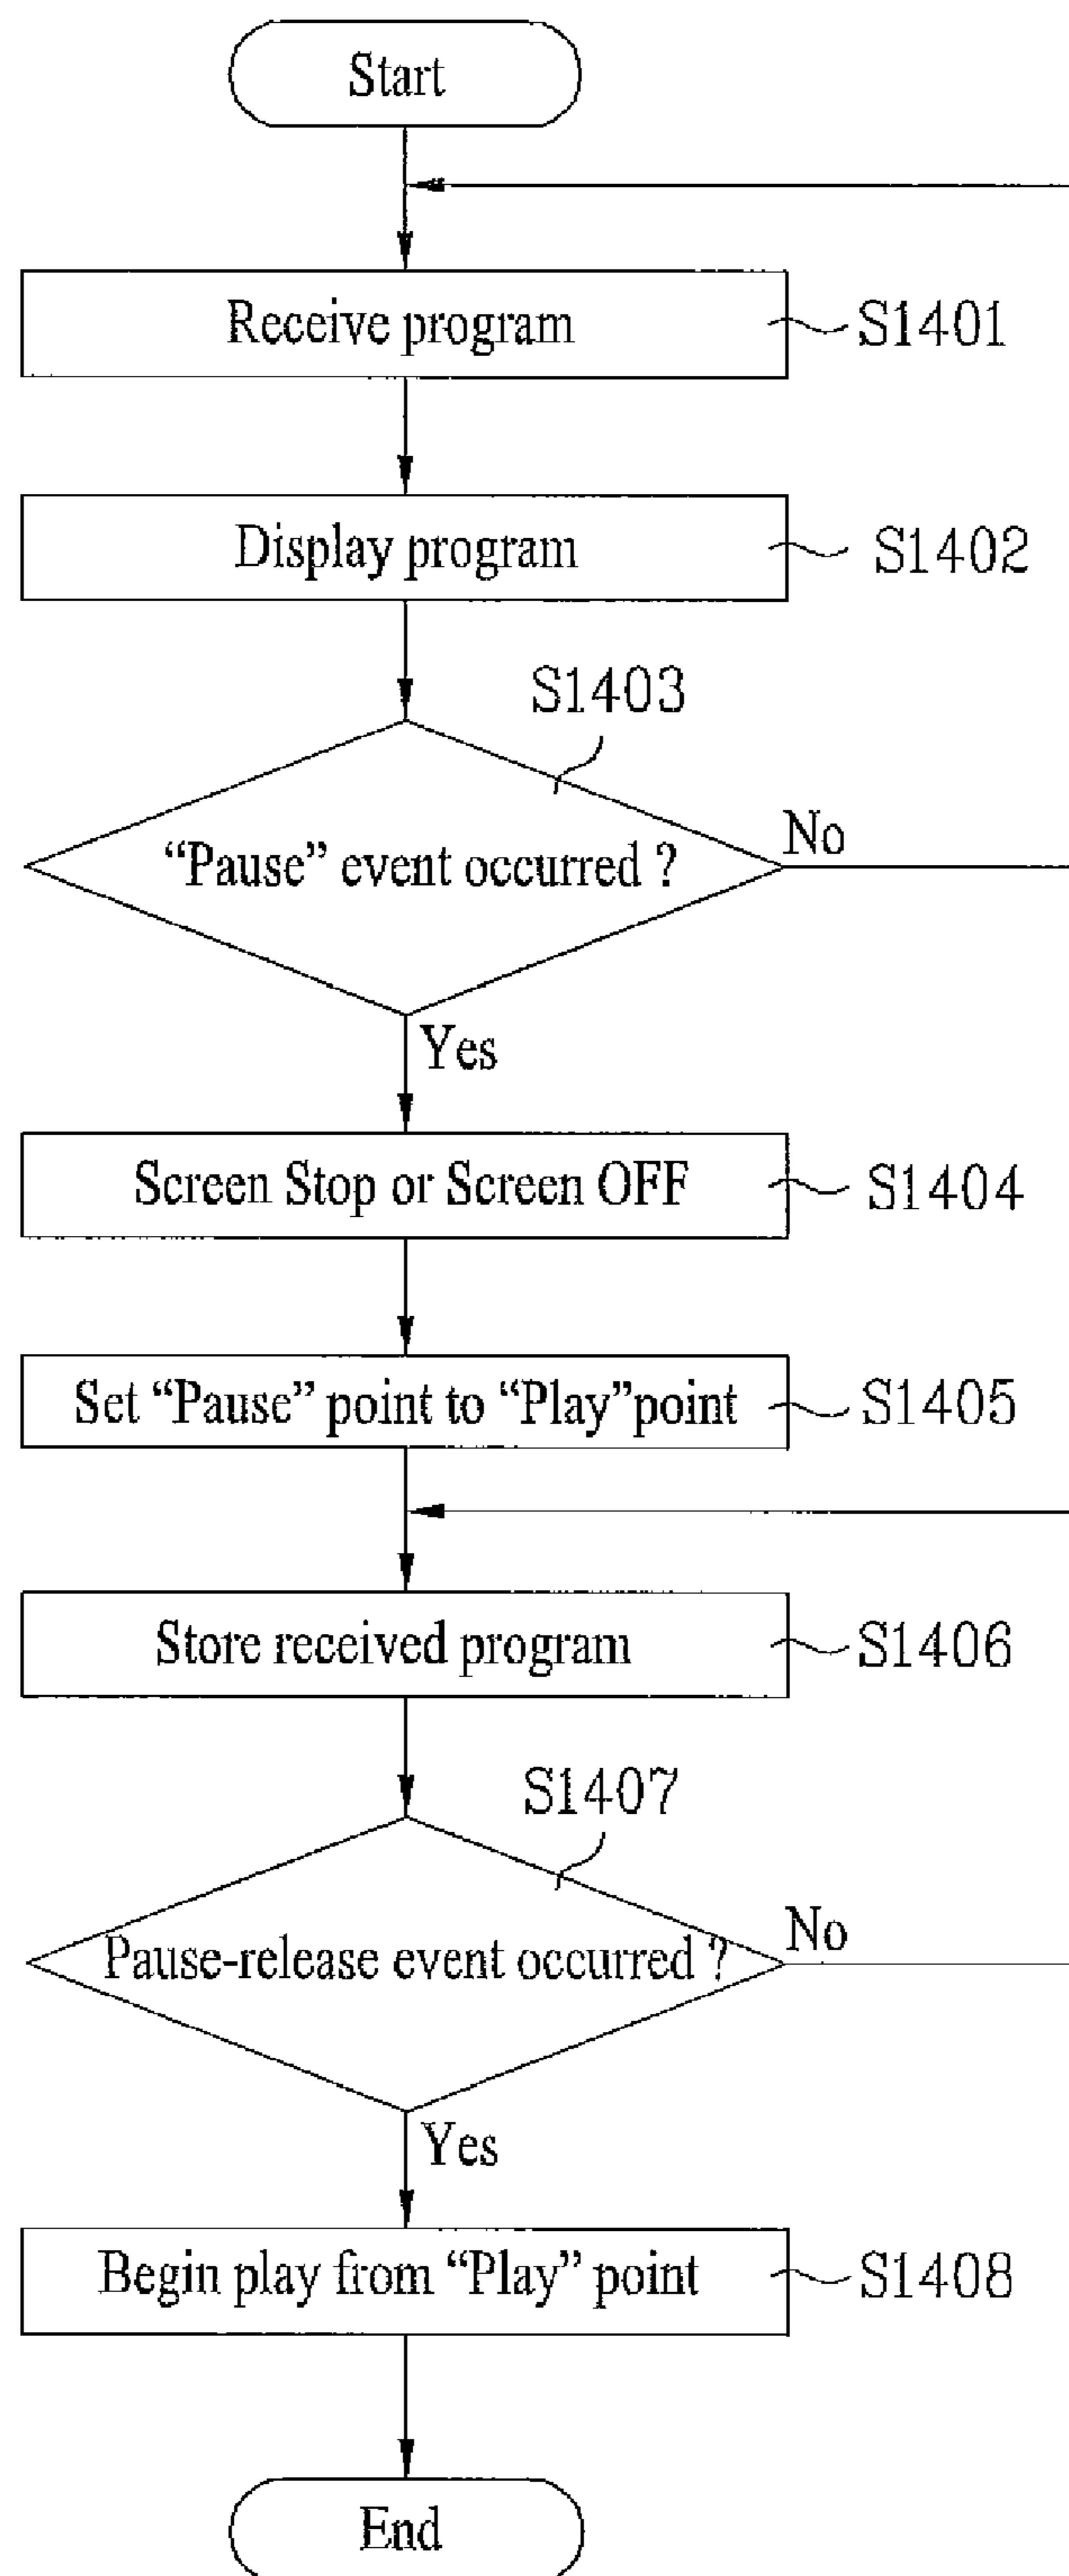 Start
Receive program
S1401
Display program
S1402
S1403
“Pause” event occurred ?
No
Yes
Screen Stop or Screen OFF
S1404
Set “Pause” point to “Play”point
S1405
Store received program
S1406
S1407
Pause-release event occurred ?
No
Yes
Begin play from “Play” point
S1408
End